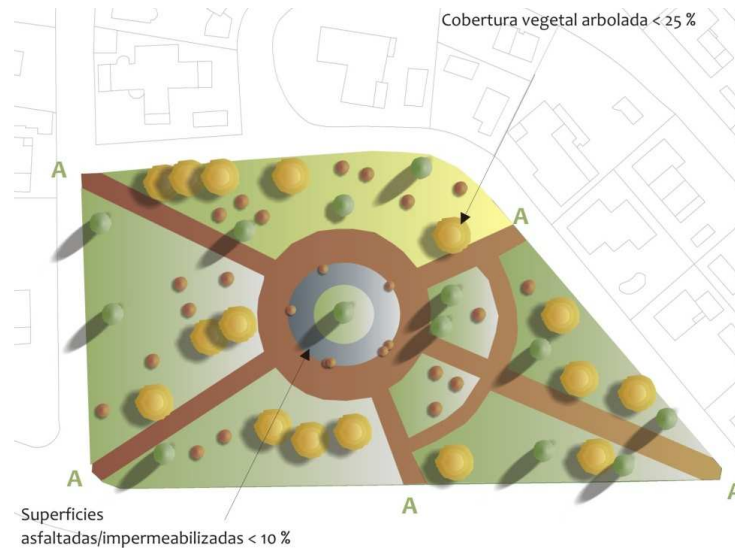 Cobertura vegetal arbolada < 25 %
A
A
A
A
A
Superficies
asfaltadas/impermeabilizadas < 10 %